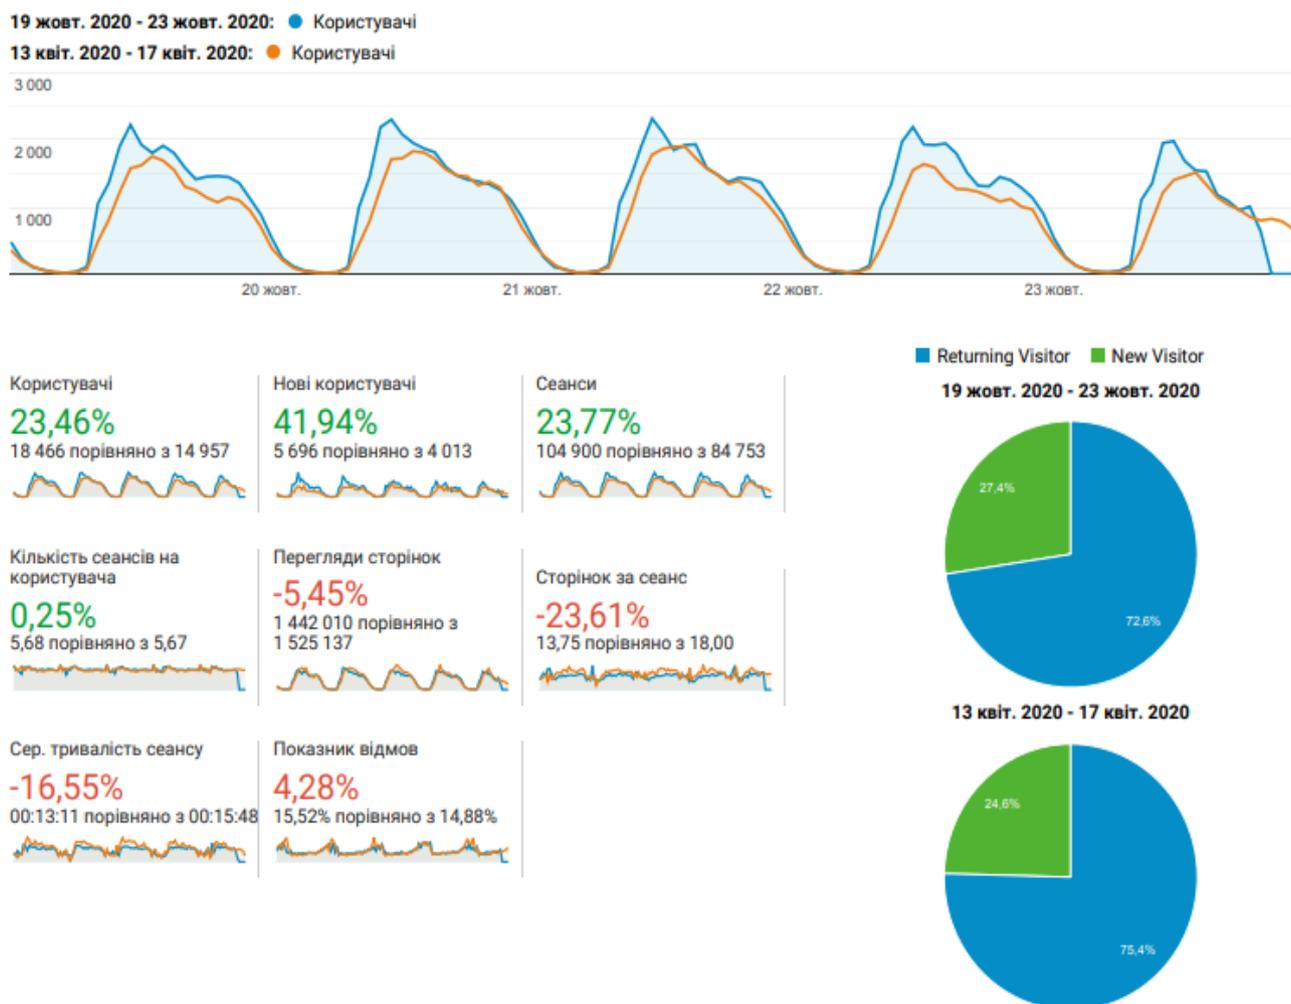 19 жовт. 2020 - 23 жовт. 2020: Користувачі
13 квіт. 2020 - 17 квіт. 2020: Користувачі
3 000
2 000
1 000
20 жовт.
21 жовт.
22 жовт.
23 жовт.
Користувачі
23,46%
18 466 порівняно з 14 957
Нові користувачі
41,94%
5 696 порівняно з 4 013
Сеанси
23,77%
104 900 порівняно з 84 753
Кількість сеансів на
користувача
0,25%
5,68 порівняно з 5,67
Перегляди сторінок
-5,45%
1 442 010 порівняно з
1 525 137
Сторінок за сеанс
-23,61%
13,75 порівняно з 18,00
Сер. тривалість сеансу
-16,55%
00:13:11 порівняно з 00:15:48
Показник відмов
4,28%
15,52% порівняно з 14,88%
Returning Visitor
New Visitor
19 жовт. 2020 - 23 жовт. 2020
27,4%
72,6%
13 квіт. 2020 - 17 квіт. 2020
24,6%
75,4%